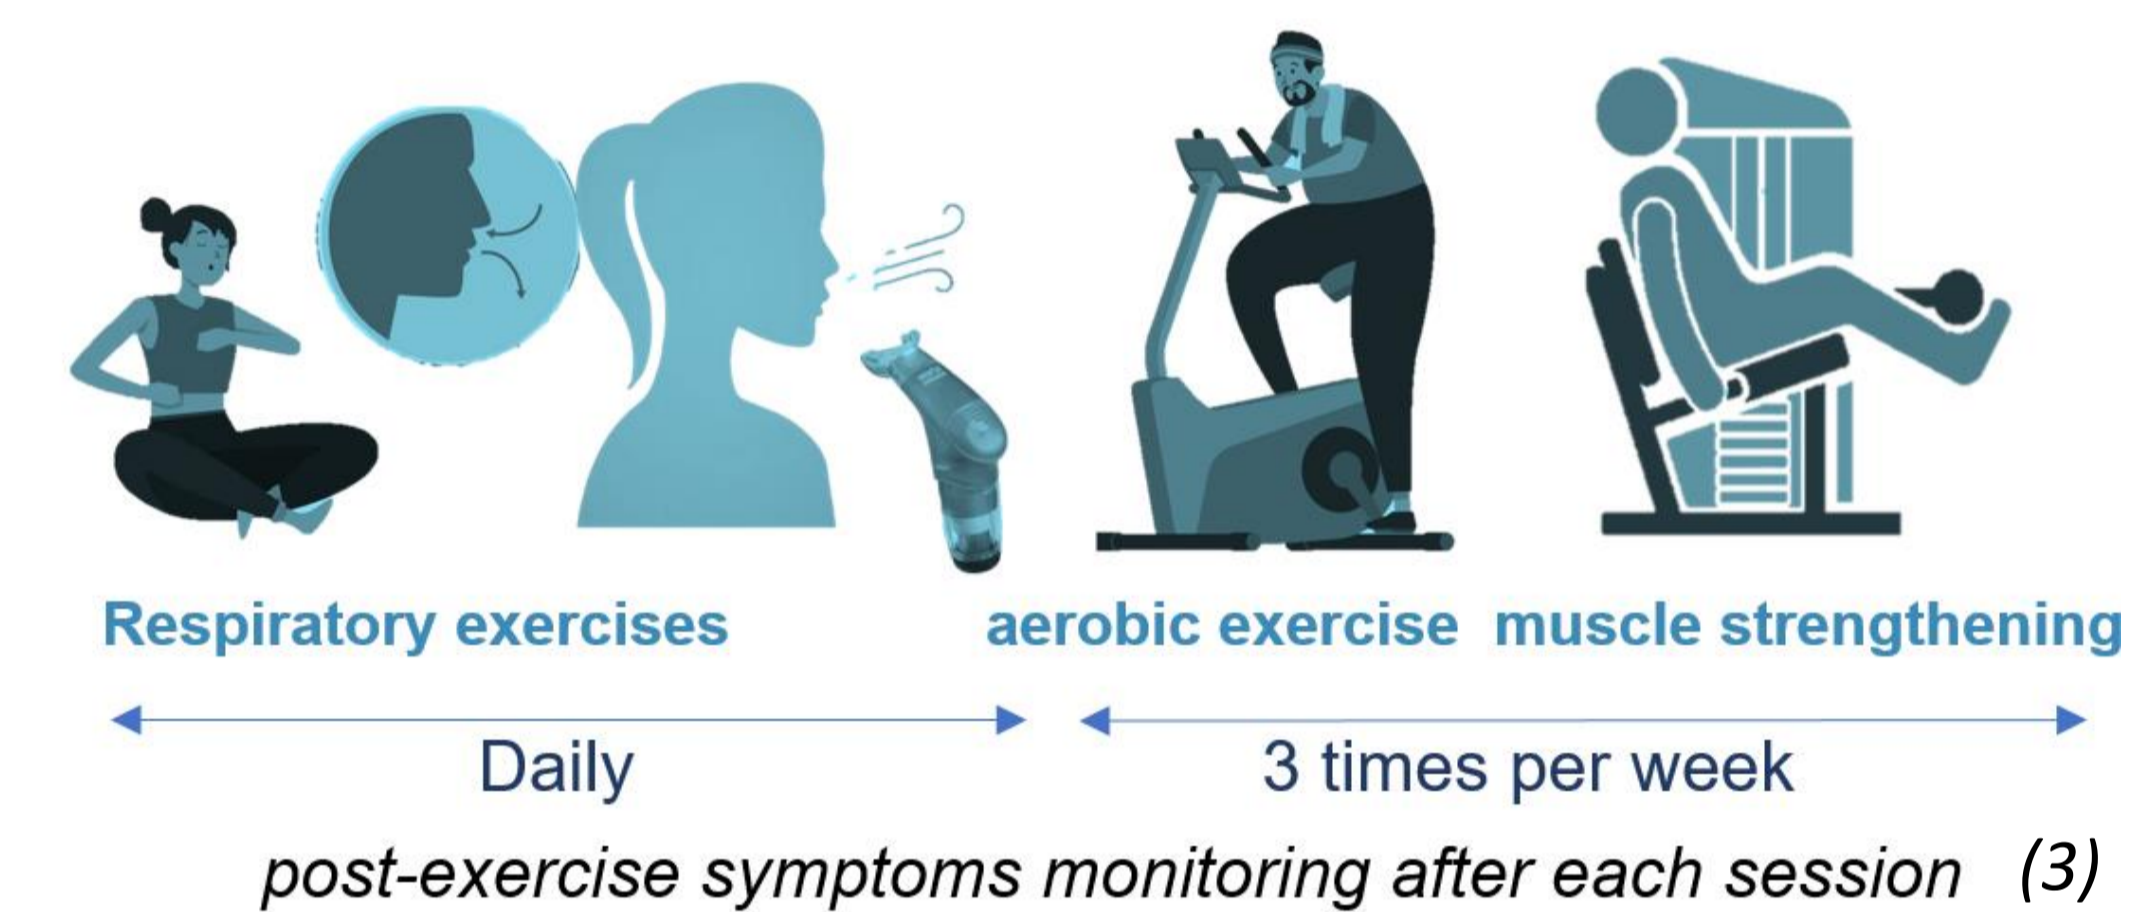 Respiratory exercises aerobic exercise muscle strengthening
Daily 3 times per week
post-exercise symptoms monitoring after each session (3)